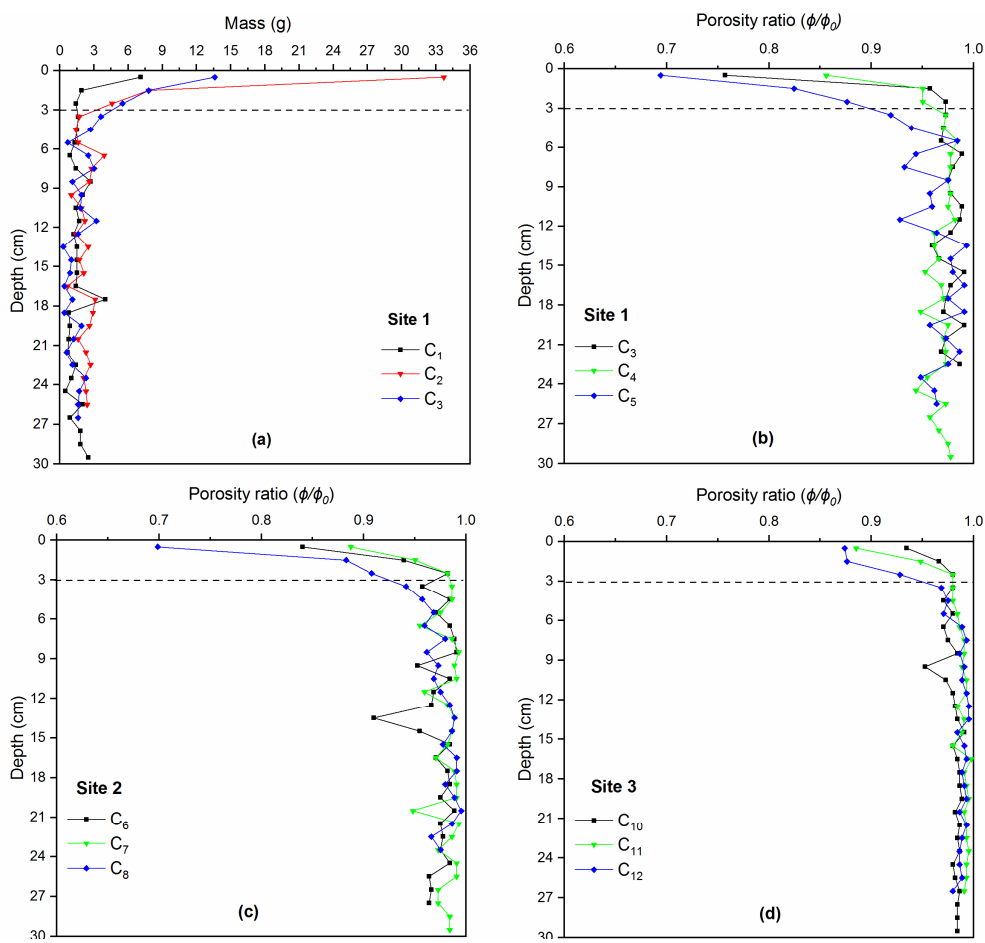 Mass (g)
0 3 6 9 12 15 18 21 24 27 30 33 36
0
3
6
9
12
15
18
21
24
27
30
Depth (cm)
Site 1
C1
C2
C3
(a)
Porosity ratio (ϕ/ϕ0)
0.6 0.7 0.8 0.9 1.0
0
3
6
9
12
15
18
21
24
27
30
Depth (cm)
Site 1
C3
C4
C5
(b)
Porosity ratio (ϕ/ϕ0)
0.6 0.7 0.8 0.9 1.0
0
3
6
9
12
15
18
21
24
27
30
Depth (cm)
Site 2
C6
C7
C8
(c)
Porosity ratio (ϕ/ϕ0)
0.6 0.7 0.8 0.9 1.0
0
3
6
9
12
15
18
21
24
27
30
Depth (cm)
Site 3
C10
C11
C12
(d)